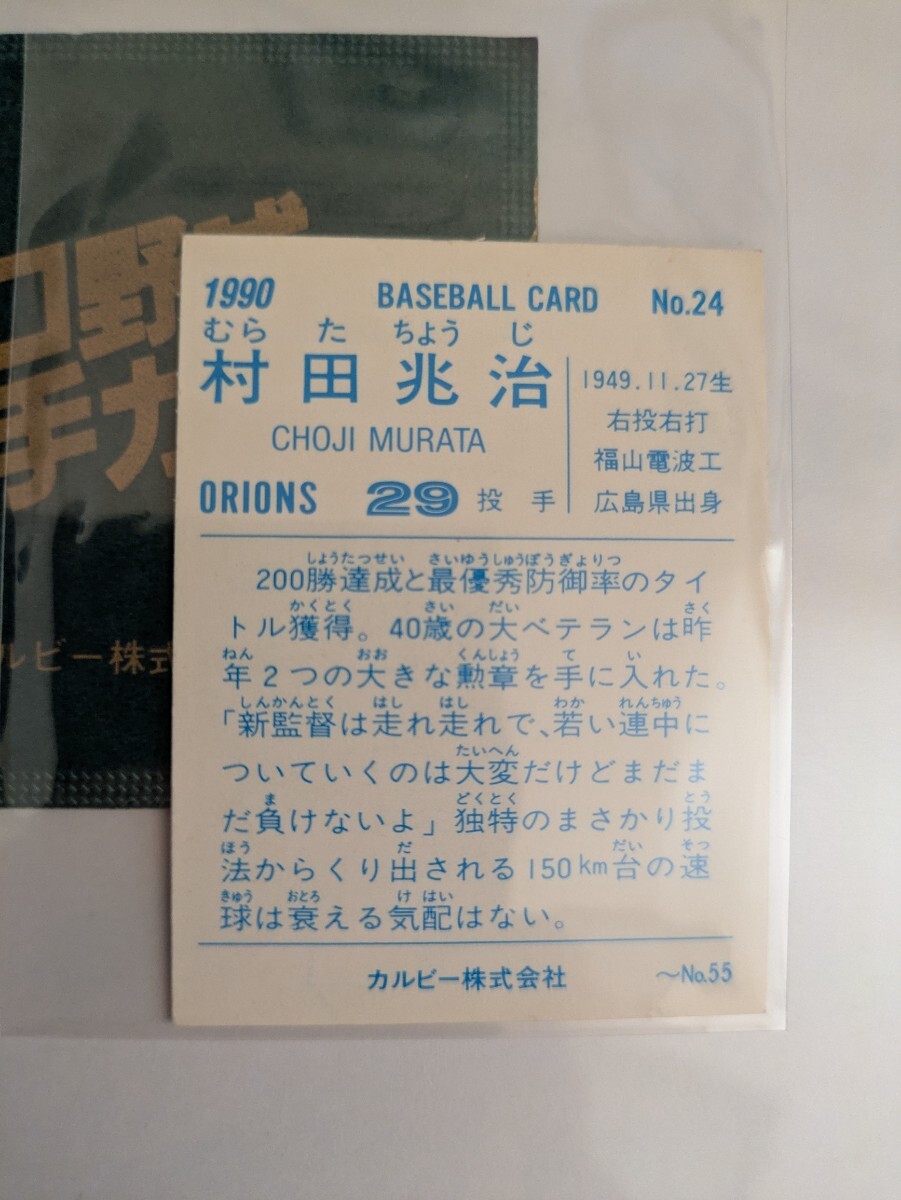 プロ野球
カルビー株式
1990 BASEBALL CARD No.24
むら た ちょう じ
村田兆治
CHOJI MURATA
ORIONS 29 投手
1949.11.27生
右投右打
福山電波工
広島県出身
しょうたつせい さいゆうしゅうぼうぎょりつ
200勝達成と最優秀防御率のタイ
かくとく さい だい さく
トル獲得。40歳の大ベテランは昨
ねん おお くんしょう て い
年2つの大きな勲章を手に入れた。
しんかんとく はし はし わか れんちゅう
「新監督は走れ走れで、若い連中に
たいへん
ついていくのは大変だけどまだま
ま どくとく とう
だ負けないよ」独特のまさかり投
ほう だ だい そっ
法からくり出される150km台の速
きゅう おとろ け はい
球は衰える気配はない。
カルビー株式会社 〜No.55